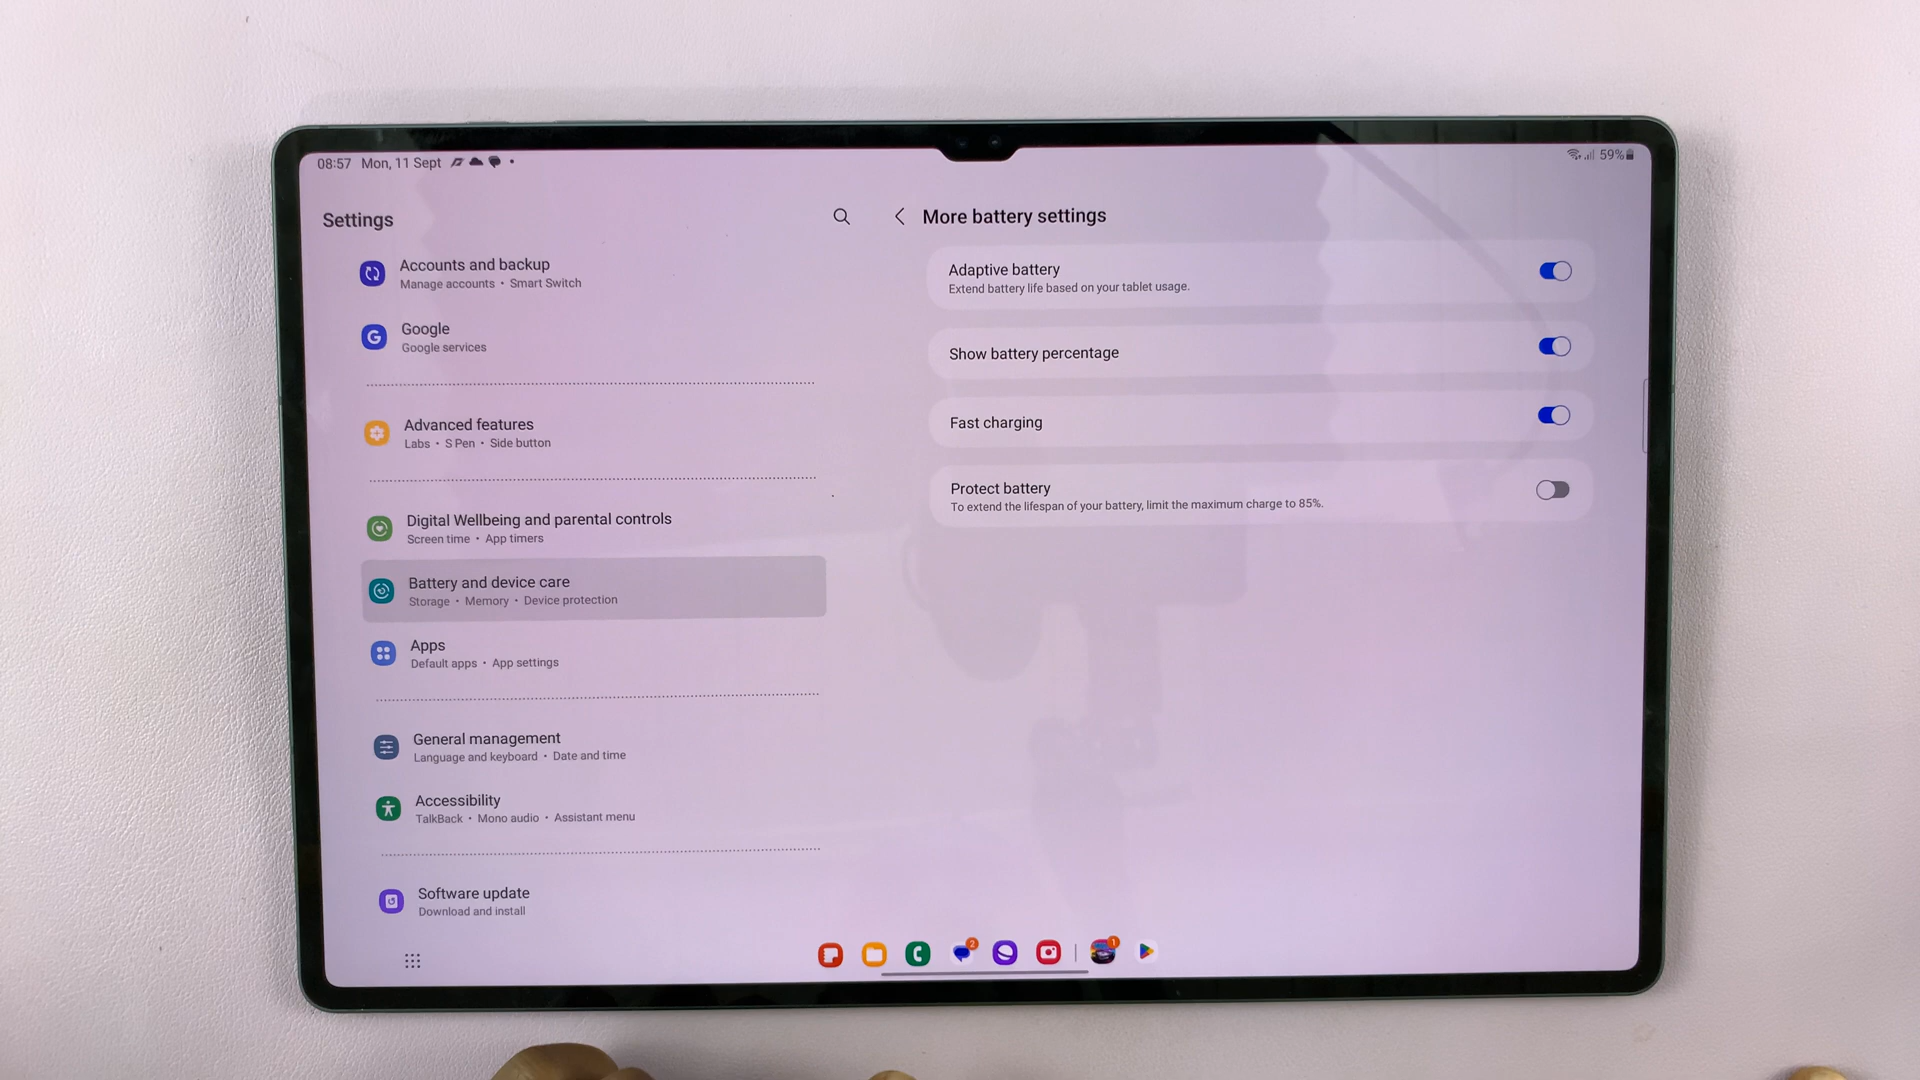 08:57 Mon, 11 Sept
59%
Settings
Accounts and backup
Manage accounts • Smart Switch
Google
Google services
Advanced features
Labs • S Pen • Side button
Digital Wellbeing and parental controls
Screen time • App timers
Battery and device care
Storage • Memory • Device protection
Apps
Default apps • App settings
General management
Language and keyboard • Date and time
Accessibility
TalkBack • Mono audio • Assistant menu
Software update
Download and install
More battery settings
Adaptive battery
Extend battery life based on your tablet usage.
Show battery percentage
Fast charging
Protect battery
To extend the lifespan of your battery, limit the maximum charge to 85%.
2
1